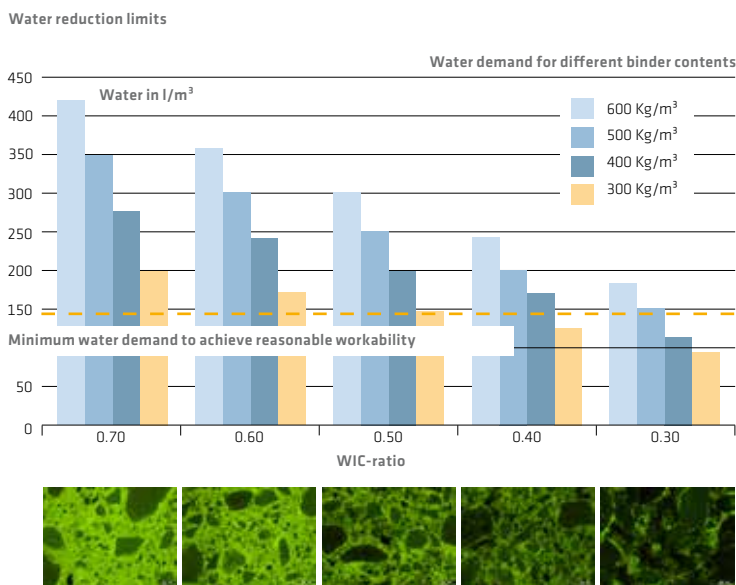 Water reduction limits
Water demand for different binder contents
450
Water in l/m³
400
350
300
250
200
150
50
0
600 Kg/m³
500 Kg/m³
400 Kg/m³
300 Kg/m³
Minimum water demand to achieve reasonable workability
0.70 0.60 0.50 0.40 0.30
WIC-ratio